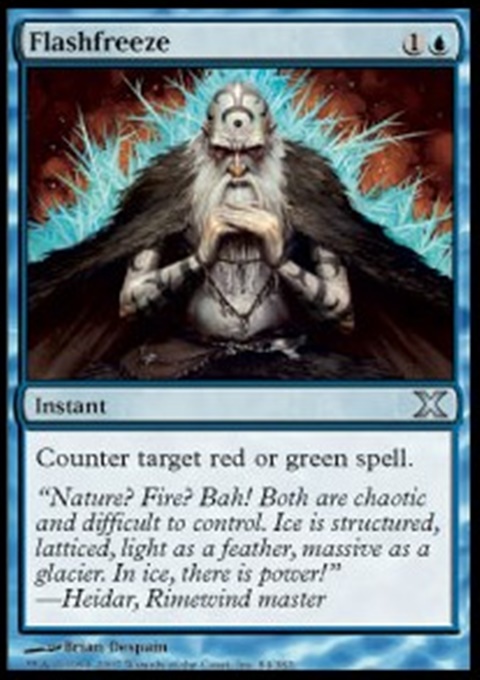 Flashfreeze 1
Instant
Counter target red or green spell.
“Nature? Fire? Bah! Both are chaotic
and difficult to control. Ice is structured,
latticed, light as a feather, massive as a
glacier. In ice, there is power!”
—Heidar, Rimewind master
Brian Despain